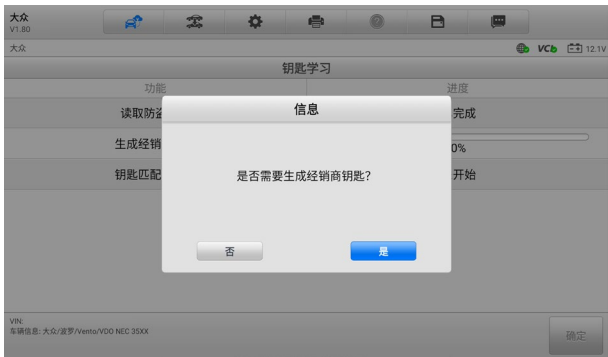 大众
V1.80
大众
VCb 12.1V
钥匙学习
功能 进度
读取防盗 完成
生成经销 0%
钥匙匹配 开始
信息
是否需要生成经销商钥匙?
否 是
VIN:
车辆信息: 大众/波罗/Vento/VDO NEC 35XX
确定